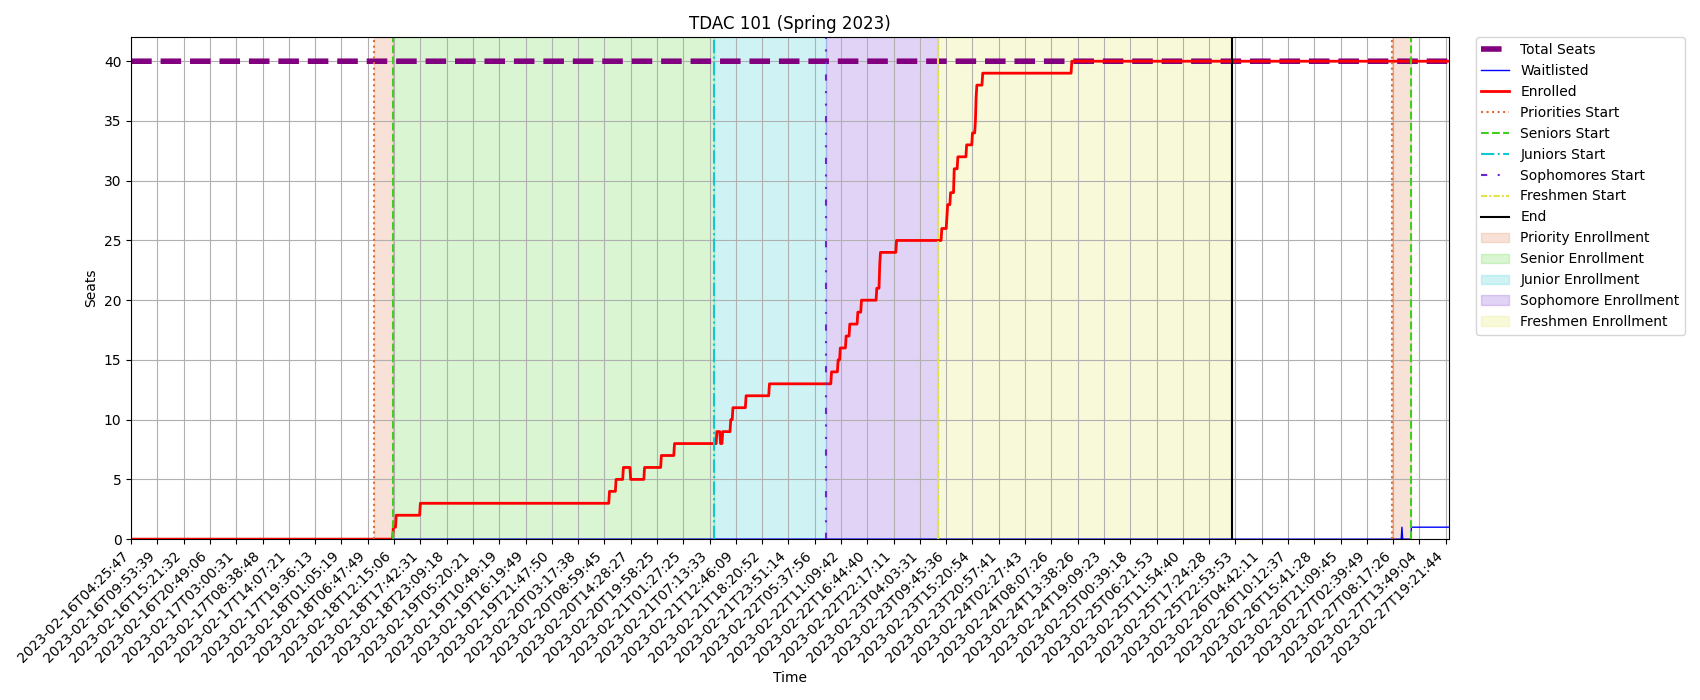 TDAC 101 (Spring 2023)
Seats
40
35
30
25
20
15
10
5
0
2023-02-16T04:25:47
2023-02-16T09:53:39
2023-02-16T15:21:32
2023-02-16T20:49:06
2023-02-17T03:00:31
2023-02-17T08:38:48
2023-02-17T14:07:21
2023-02-17T19:36:13
2023-02-18T01:05:19
2023-02-18T06:47:49
2023-02-18T12:15:06
2023-02-18T17:42:31
2023-02-18T23:09:18
2023-02-19T05:20:21
2023-02-19T10:49:19
2023-02-19T16:19:49
2023-02-19T21:47:50
2023-02-20T03:17:38
2023-02-20T08:59:45
2023-02-20T14:28:27
2023-02-20T19:58:25
2023-02-21T01:27:25
2023-02-21T07:13:33
2023-02-21T12:46:09
2023-02-21T18:20:52
2023-02-21T23:51:14
2023-02-22T05:37:56
2023-02-22T11:09:42
2023-02-22T16:44:40
2023-02-22T22:17:11
2023-02-23T04:03:31
2023-02-23T09:45:36
2023-02-23T15:20:54
2023-02-23T20:57:41
2023-02-24T02:27:43
2023-02-24T08:07:26
2023-02-24T13:38:26
2023-02-24T19:09:23
2023-02-25T00:39:18
2023-02-25T06:21:53
2023-02-25T11:54:40
2023-02-25T17:24:28
2023-02-25T22:53:53
2023-02-26T04:42:11
2023-02-26T10:12:37
2023-02-26T15:41:28
2023-02-26T21:09:45
2023-02-27T02:39:49
2023-02-27T08:17:26
2023-02-27T13:49:04
2023-02-27T19:21:44
Time
Total Seats
Waitlisted
Enrolled
Priorities Start
Seniors Start
Juniors Start
Sophomores Start
Freshmen Start
End
Priority Enrollment
Senior Enrollment
Junior Enrollment
Sophomore Enrollment
Freshmen Enrollment